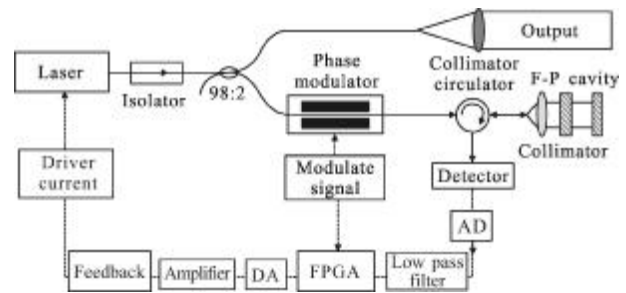 Output
Laser
Isolator
98:2
Phase
modulator
Collimator
circulator
F-P cavity
Collimator
Driver
current
Modulate
signal
Detector
AD
Feedback
Amplifier
DA
FPGA
Low pass
filter